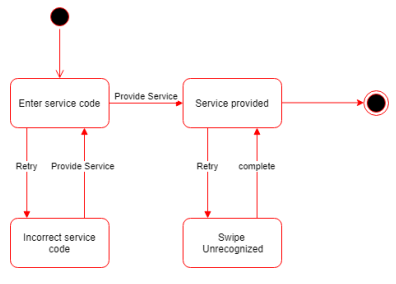 Provide Service
Enter service code
Service provided
Retry
Provide Service
Retry
complete
Incorrect service
code
Swipe
Unrecognized